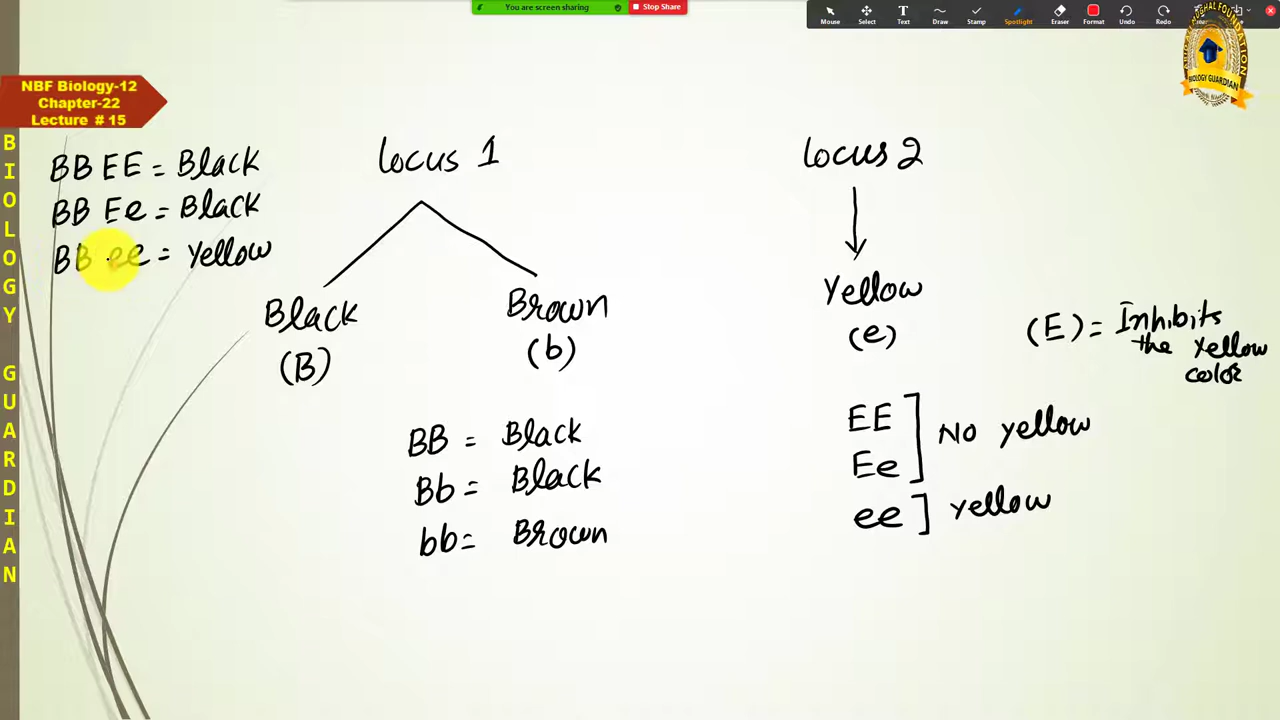 You are screen sharing
Stop Share
Mouse
Select
Text
Draw
Stamp
Spotlight
Eraser
Format
Undo
Redo
BIOLOGY GUARDIAN
NBF Biology-12
Chapter-22
Lecture # 15
BIOLOGY GUARDIAN
BB EE = Black
BB Ee = Black
BB ee = Yellow
locus 1
Black
(B)
Brown
(b)
BB = Black
Bb = Black
bb = Brown
locus 2
Yellow
(e)
(E) = Inhibits
the Yellow
color
EE
Ee
No yellow
ee
yellow